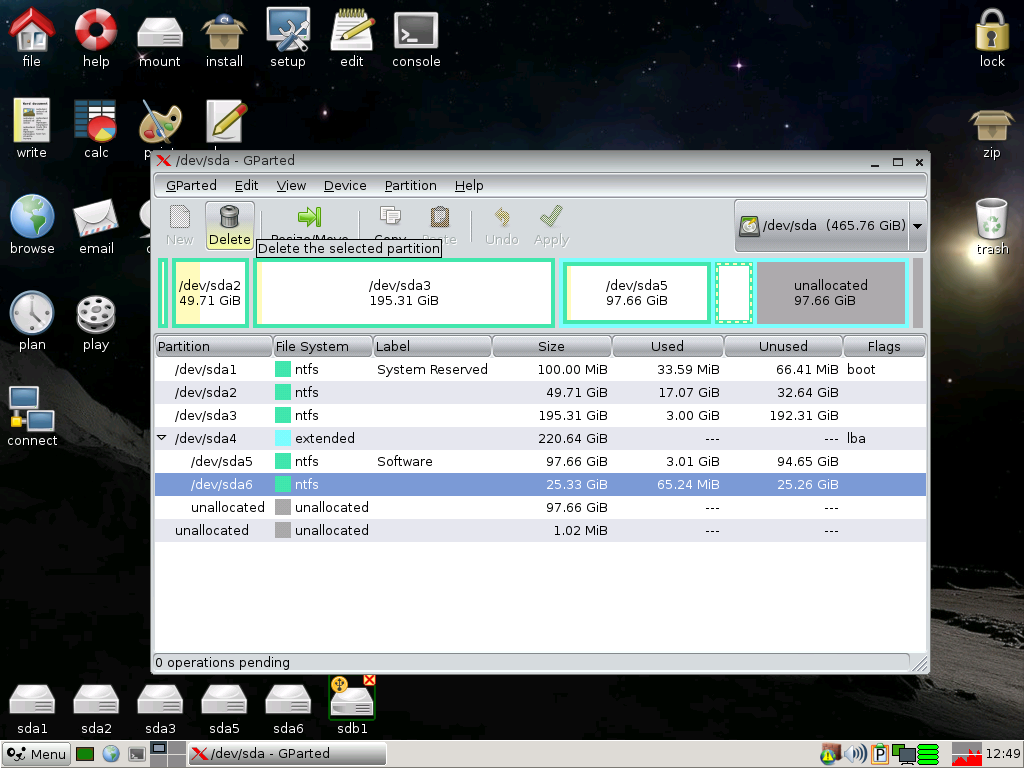 file help mount install setup edit console lock
write calc zip
/dev/sda - GParted
GParted Edit View Device Partition Help
New Delete Resize/Move Copy Paste Undo Apply /dev/sda (465.76 GiB)
Delete the selected partition
browse email trash
/dev/sda2 /dev/sda3 /dev/sda5 unallocated
49.71 GiB 195.31 GiB 97.66 GiB 97.66 GiB
plan play
Partition File System Label Size Used Unused Flags
/dev/sda1 ntfs System Reserved 100.00 MiB 33.59 MiB 66.41 MiB boot
/dev/sda2 ntfs 49.71 GiB 17.07 GiB 32.64 GiB
/dev/sda3 ntfs 195.31 GiB 3.00 GiB 192.31 GiB
/dev/sda4 extended 220.64 GiB --- --- lba
connect
/dev/sda5 ntfs Software 97.66 GiB 3.01 GiB 94.65 GiB
/dev/sda6 ntfs 25.33 GiB 65.24 MiB 25.26 GiB
unallocated unallocated 97.66 GiB --- ---
unallocated unallocated 1.02 MiB --- ---
0 operations pending
sda1 sda2 sda3 sda5 sda6 sdb1
Menu /dev/sda - GParted 12:49